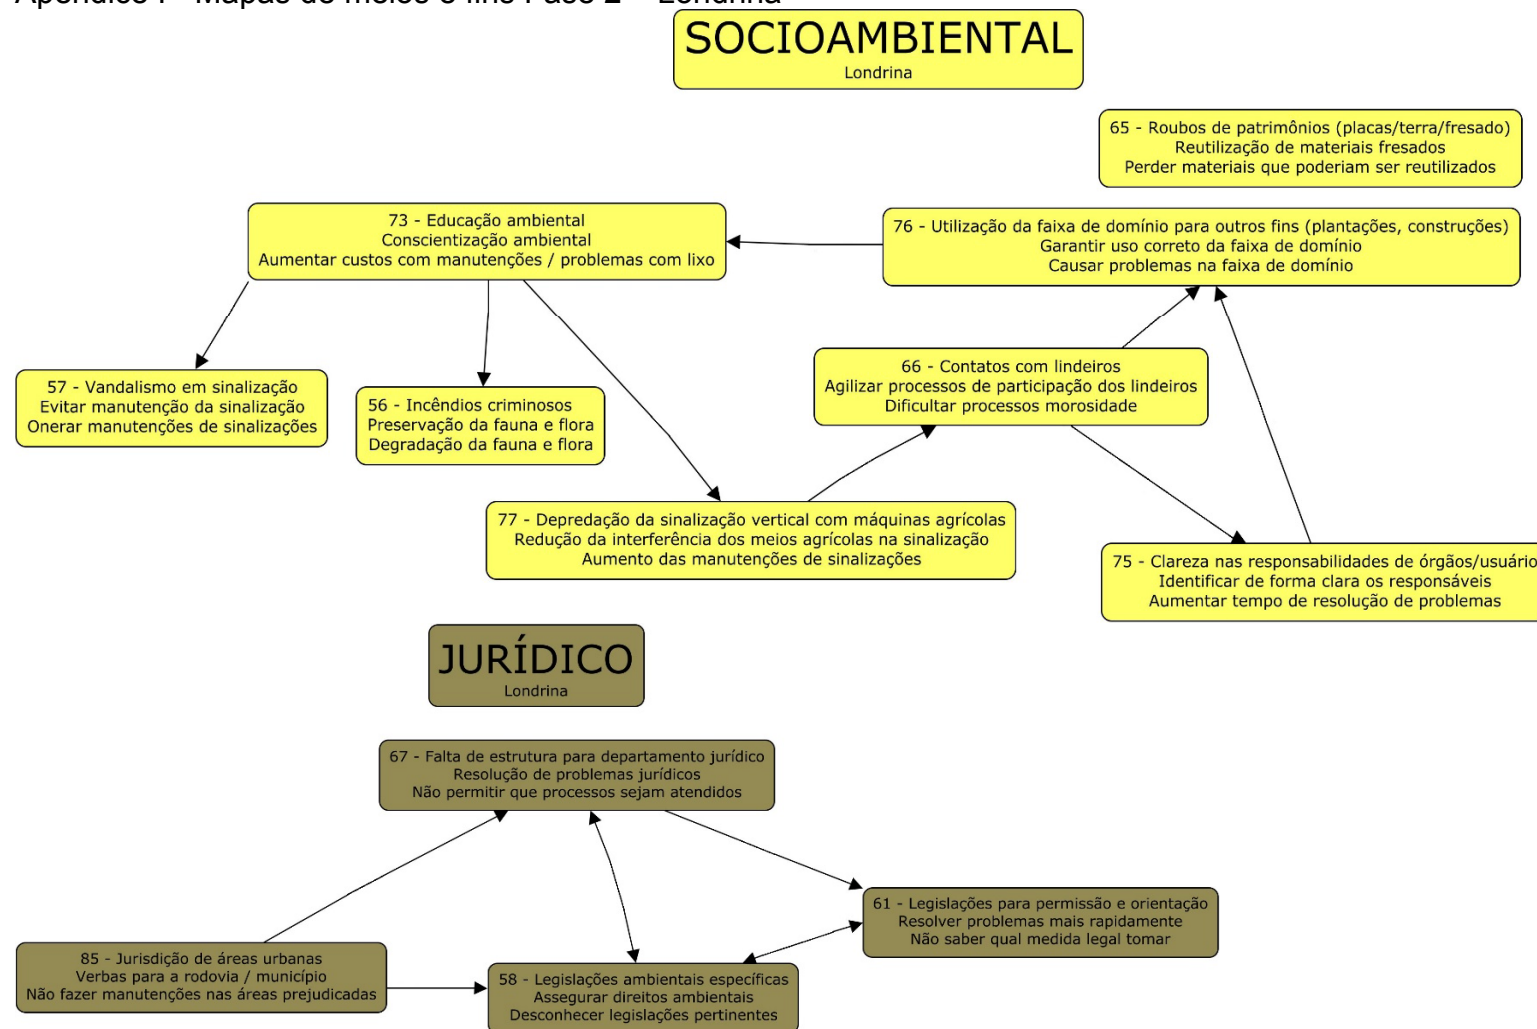 Apêndice I - Mapas de meios e fins Fase 2 – Londrina
SOCIOAMBIENTAL
Londrina
65 - Roubos de patrimônios (placas/terra/fresado)
Reutilização de materiais fresados
Perder materiais que poderiam ser reutilizados
73 - Educação ambiental
Conscientização ambiental
Aumentar custos com manutenções / problemas com lixo
76 - Utilização da faixa de domínio para outros fins (plantações, construções)
Garantir uso correto da faixa de domínio
Causar problemas na faixa de domínio
57 - Vandalismo em sinalização
Evitar manutenção da sinalização
Onerar manutenções de sinalizações
56 - Incêndios criminosos
Preservação da fauna e flora
Degradação da fauna e flora
66 - Contatos com lindeiros
Agilizar processos de participação dos lindeiros
Dificultar processos morosidade
77 - Depredação da sinalização vertical com máquinas agrícolas
Redução da interferência dos meios agrícolas na sinalização
Aumento das manutenções de sinalizações
75 - Clareza nas responsabilidades de órgãos/usuário
Identificar de forma clara os responsáveis
Aumentar tempo de resolução de problemas
JURÍDICO
Londrina
67 - Falta de estrutura para departamento jurídico
Resolução de problemas jurídicos
Não permitir que processos sejam atendidos
61 - Legislações para permissão e orientação
Resolver problemas mais rapidamente
Não saber qual medida legal tomar
85 - Jurisdição de áreas urbanas
Verbas para a rodovia / município
Não fazer manutenções nas áreas prejudicadas
58 - Legislações ambientais específicas
Assegurar direitos ambientais
Desconhecer legislações pertinentes